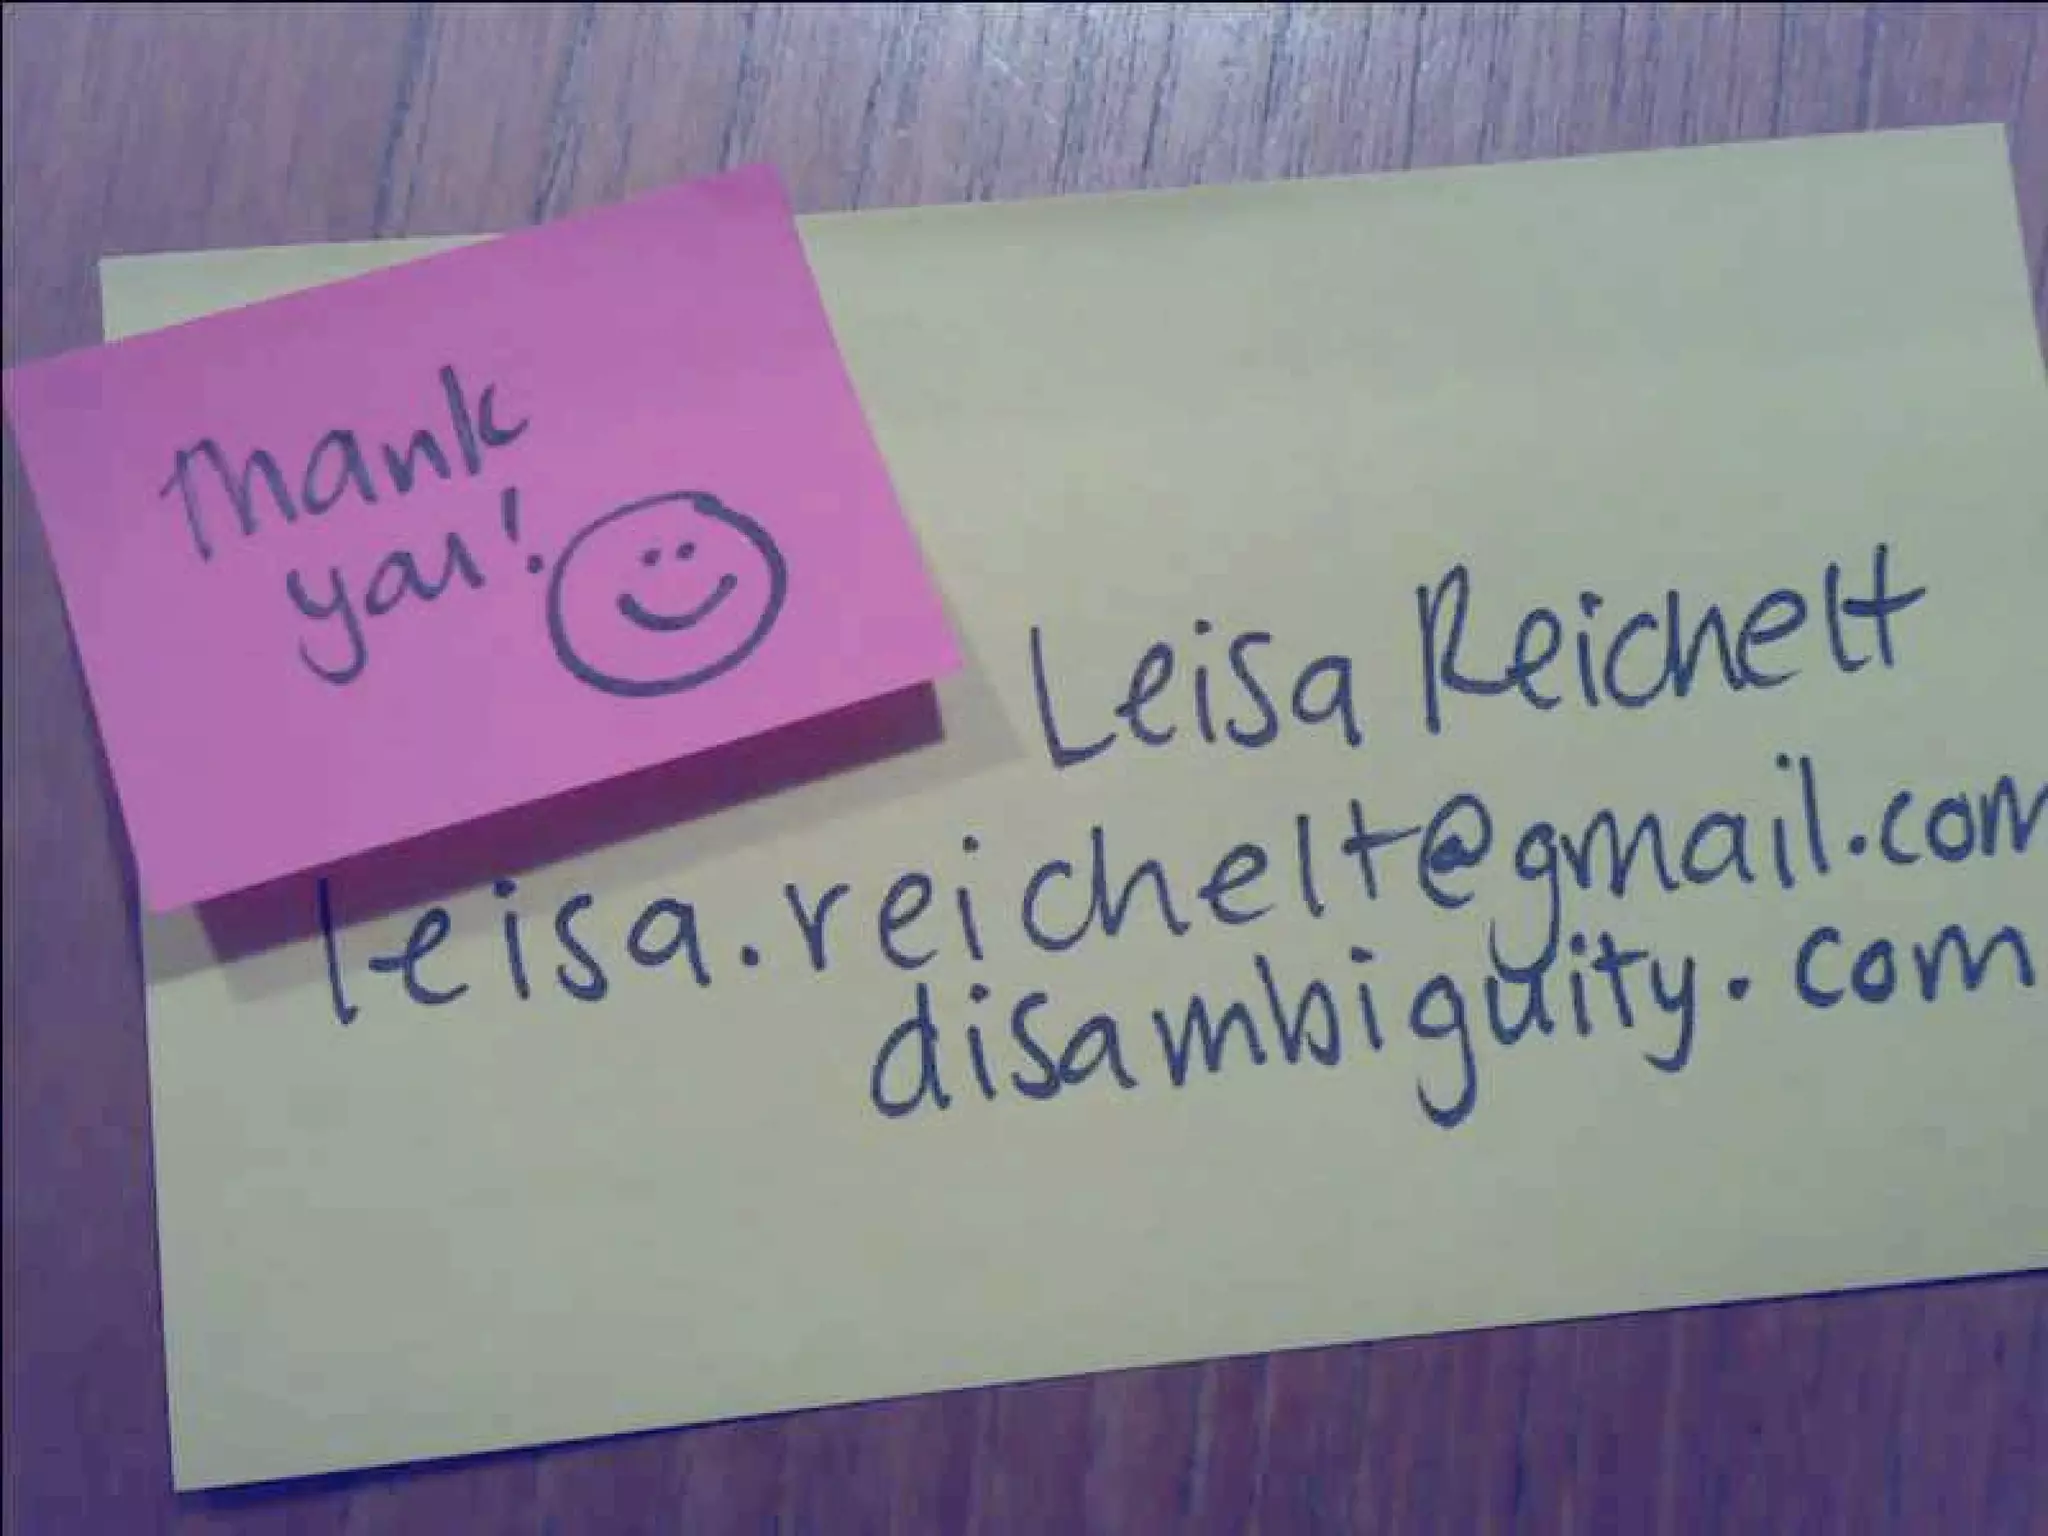 Thank
you!
Leisa Reichelt
leisa.reichelt@gmail.com
disambiguity.com